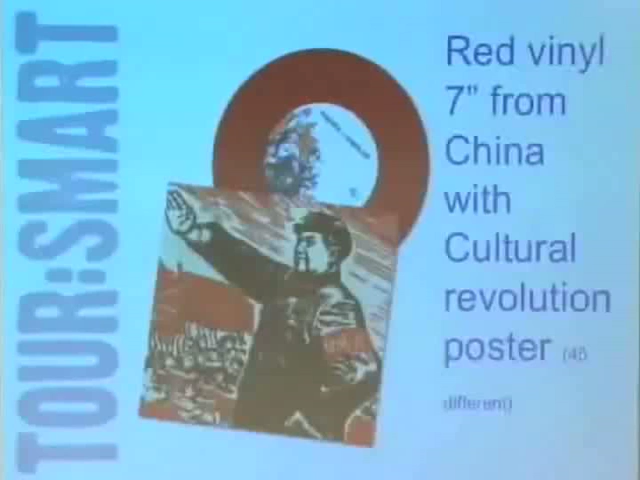 TOUR:SMART
Red vinyl
7” from
China
with
Cultural
revolution
poster (45
different)